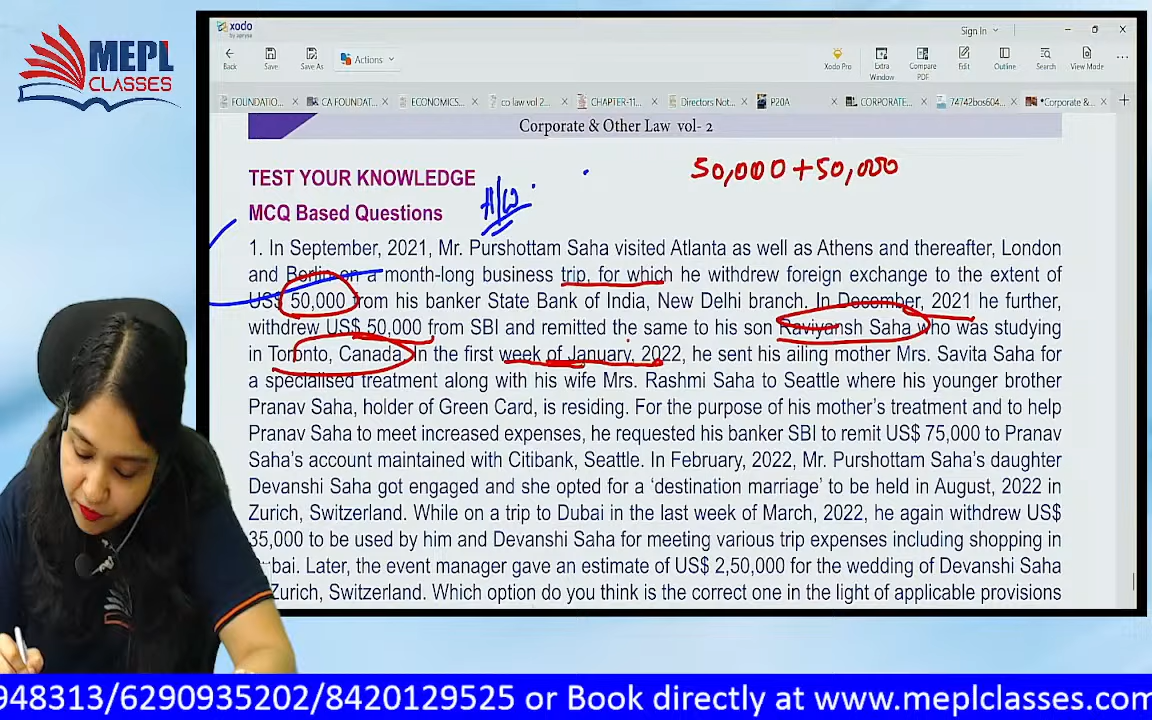 MEPL
CLASSES
xodo
by apryse
Sign In
Back
Save
Save As
Actions
Xodo Pro
Extra Window
Compare PDF
Edit
Outline
Search
View Mode
FOUNDATIO...
CA FOUNDAT...
ECONOMICS...
co law vol 2...
CHAPTER-11...
Directors Not...
P20A
CORPORATE...
74742bos604...
*Corporate &...
Corporate & Other Law vol- 2
50,000 + 50,000
TEST YOUR KNOWLEDGE
H/W
MCQ Based Questions
1. In September, 2021, Mr. Purshottam Saha visited Atlanta as well as Athens and thereafter, London
and Berlin on a month-long business trip, for which he withdrew foreign exchange to the extent of
US$ 50,000 from his banker State Bank of India, New Delhi branch. In December, 2021 he further,
withdrew US$ 50,000 from SBI and remitted the same to his son Raviyansh Saha who was studying
in Toronto, Canada. In the first week of January, 2022, he sent his ailing mother Mrs. Savita Saha for
a specialised treatment along with his wife Mrs. Rashmi Saha to Seattle where his younger brother
Pranav Saha, holder of Green Card, is residing. For the purpose of his mother's treatment and to help
Pranav Saha to meet increased expenses, he requested his banker SBI to remit US$ 75,000 to Pranav
Saha's account maintained with Citibank, Seattle. In February, 2022, Mr. Purshottam Saha's daughter
Devanshi Saha got engaged and she opted for a 'destination marriage' to be held in August, 2022 in
Zurich, Switzerland. While on a trip to Dubai in the last week of March, 2022, he again withdrew US$
35,000 to be used by him and Devanshi Saha for meeting various trip expenses including shopping in
Later, the event manager gave an estimate of US$ 2,50,000 for the wedding of Devanshi Saha
Zurich, Switzerland. Which option do you think is the correct one in the light of applicable provisions
948313/6290935202/8420129525 or Book directly at www.meplclasses.com